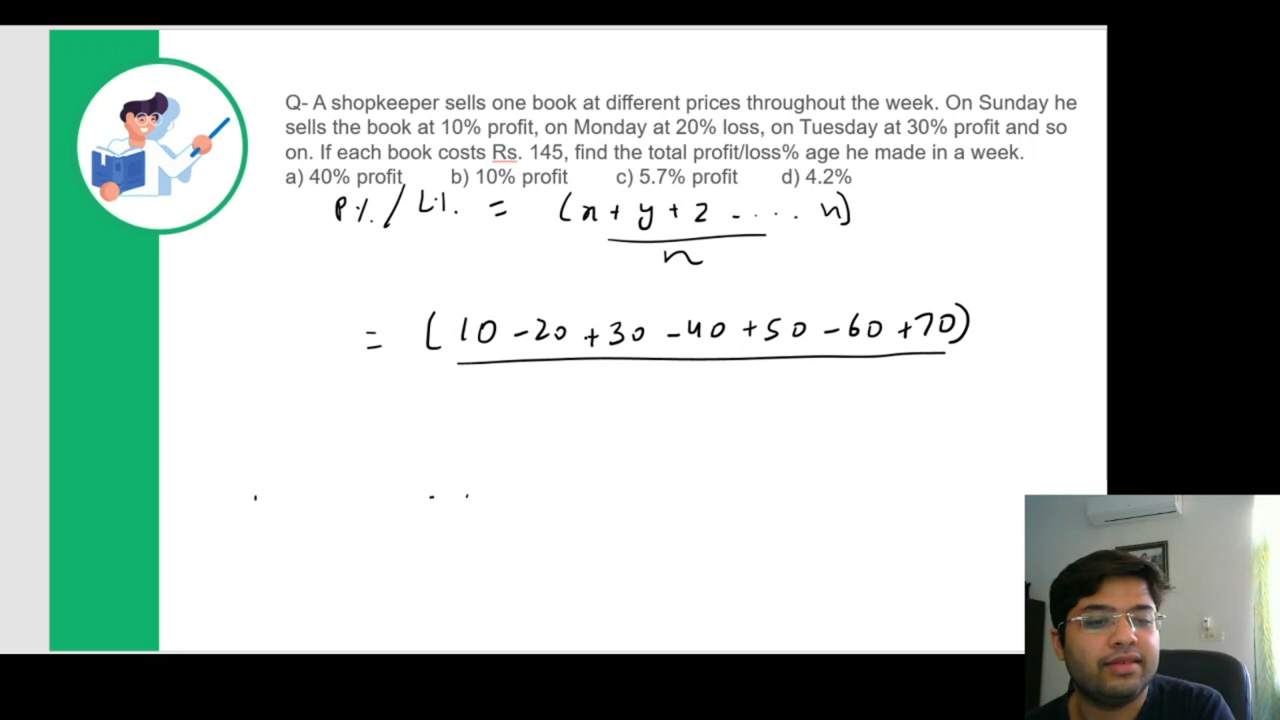 Q- A shopkeeper sells one book at different prices throughout the week. On Sunday he
sells the book at 10% profit, on Monday at 20% loss, on Tuesday at 30% profit and so
on. If each book costs Rs. 145, find the total profit/loss% age he made in a week.
a) 40% profit b) 10% profit c) 5.7% profit d) 4.2%
P%/L% = (x + y + z - .... n)
n
= (10 - 20 + 30 - 40 + 50 - 60 + 70)